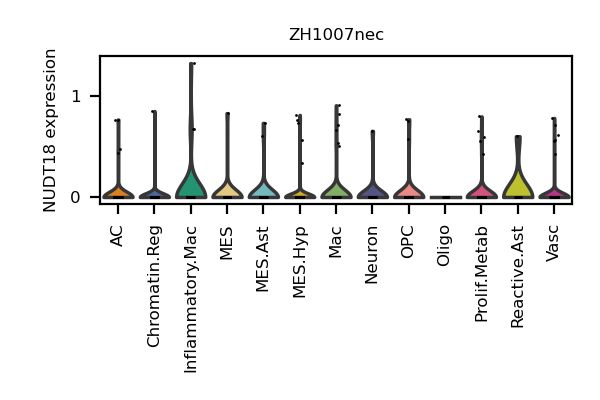 ZH1007nec
NUDT18 expression
1
0
AC
Chromatin.Reg
Inflammatory.Mac
MES
MES.Ast
MES.Hyp
Mac
Neuron
OPC
Oligo
Prolif.Metab
Reactive.Ast
Vasc